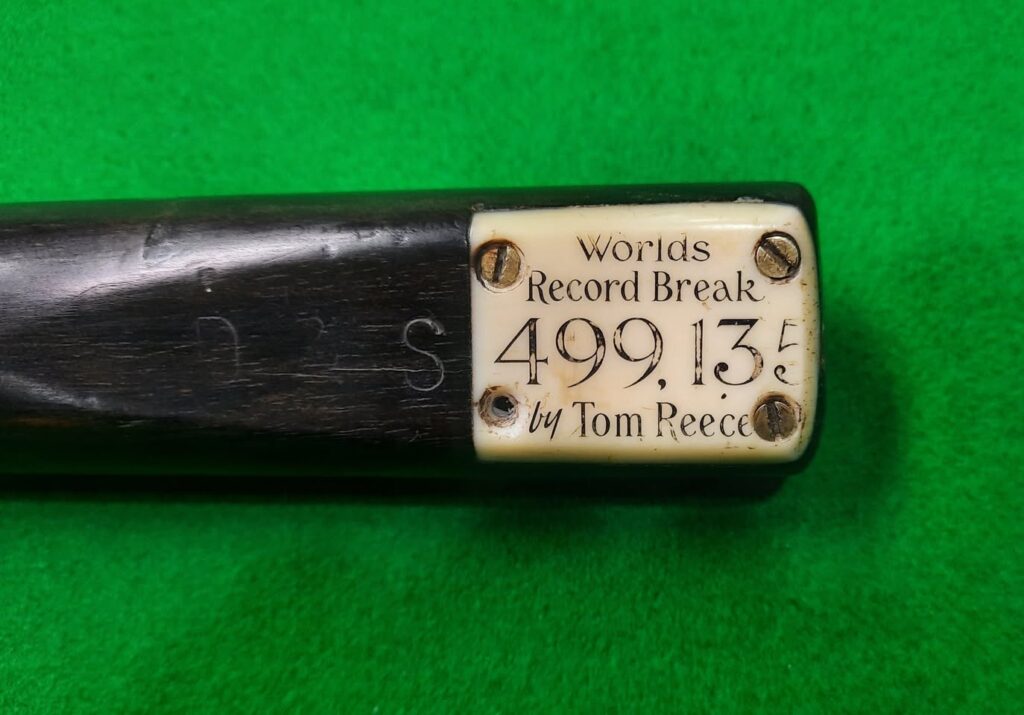 Worlds
Record Break
499,135
by Tom Reece
S